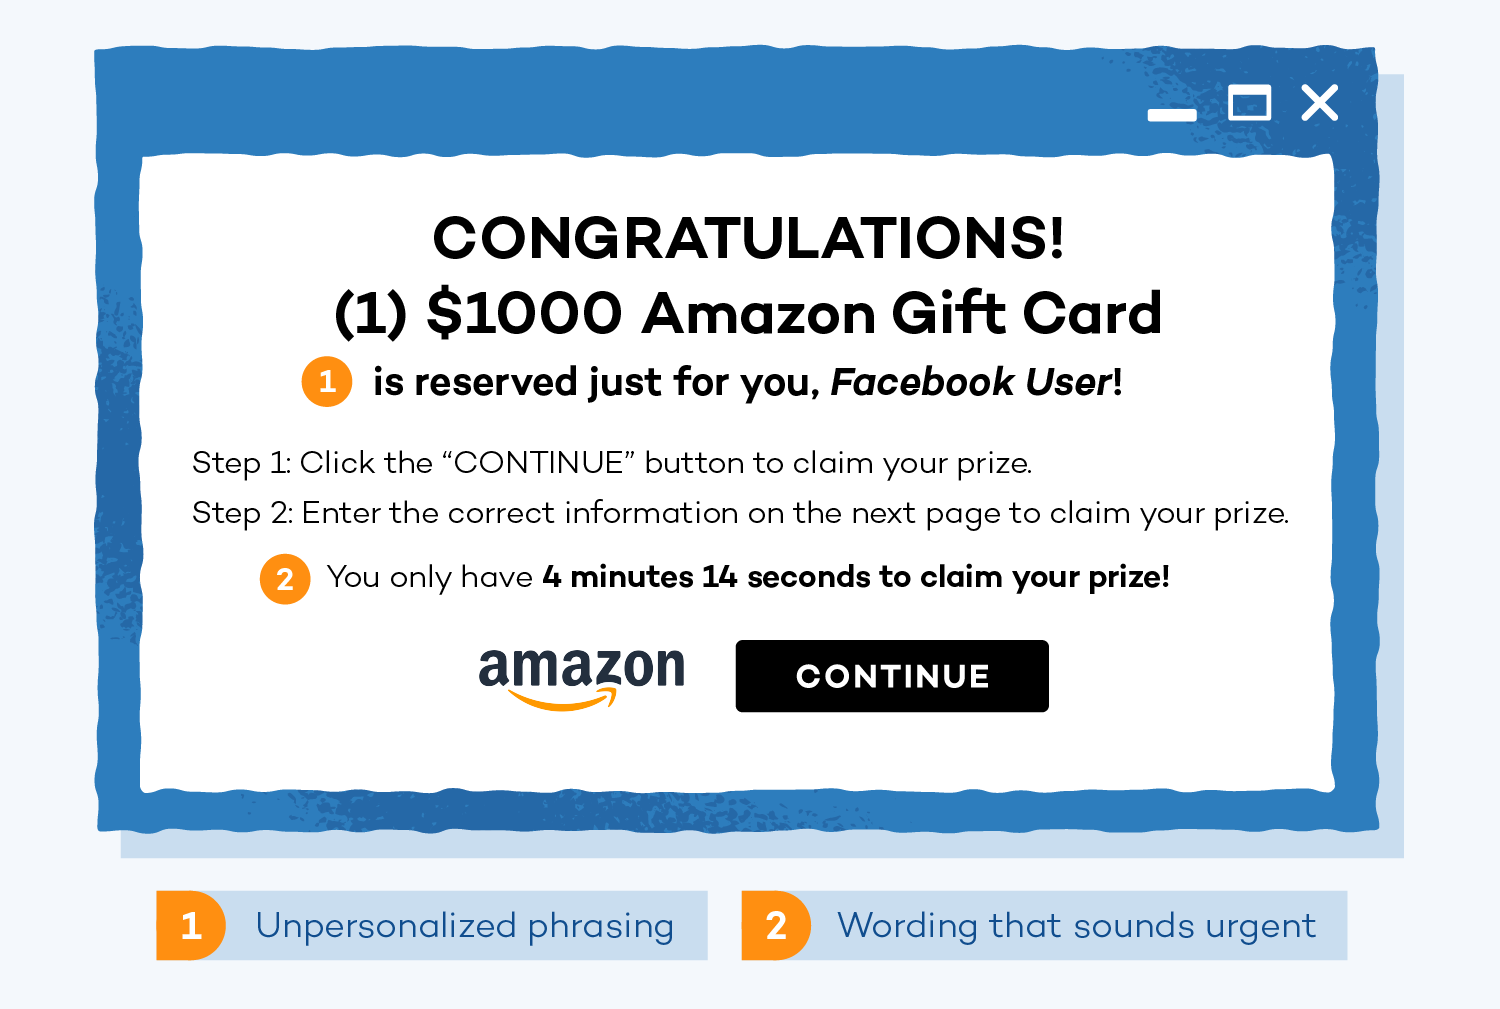 CONGRATULATIONS!
(1) $1000 Amazon Gift Card
1 is reserved just for you, Facebook User!
Step 1: Click the “CONTINUE” button to claim your prize.
Step 2: Enter the correct information on the next page to claim your prize.
2 You only have 4 minutes 14 seconds to claim your prize!
amazon CONTINUE
1 Unpersonalized phrasing 2 Wording that sounds urgent